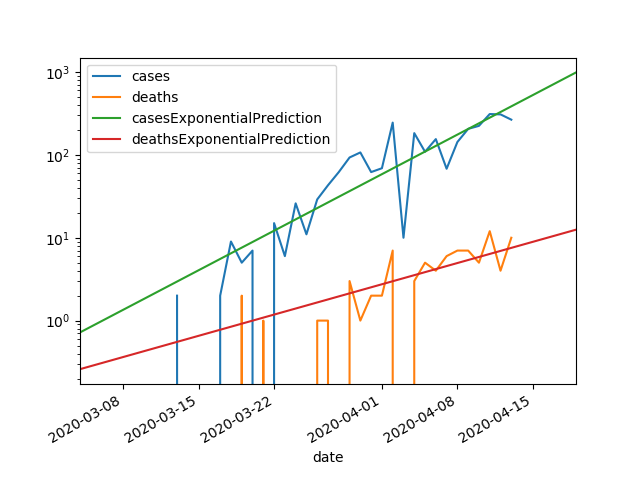 10³
10²
10¹
10⁰
cases
deaths
casesExponentialPrediction
deathsExponentialPrediction
2020-03-08
2020-03-15
2020-03-22
2020-04-01
2020-04-08
2020-04-15
date